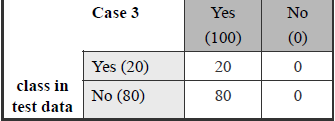 Case 3 Yes No
(100) (0)
Yes (20) 20 0
class in
test data
No (80) 80 0